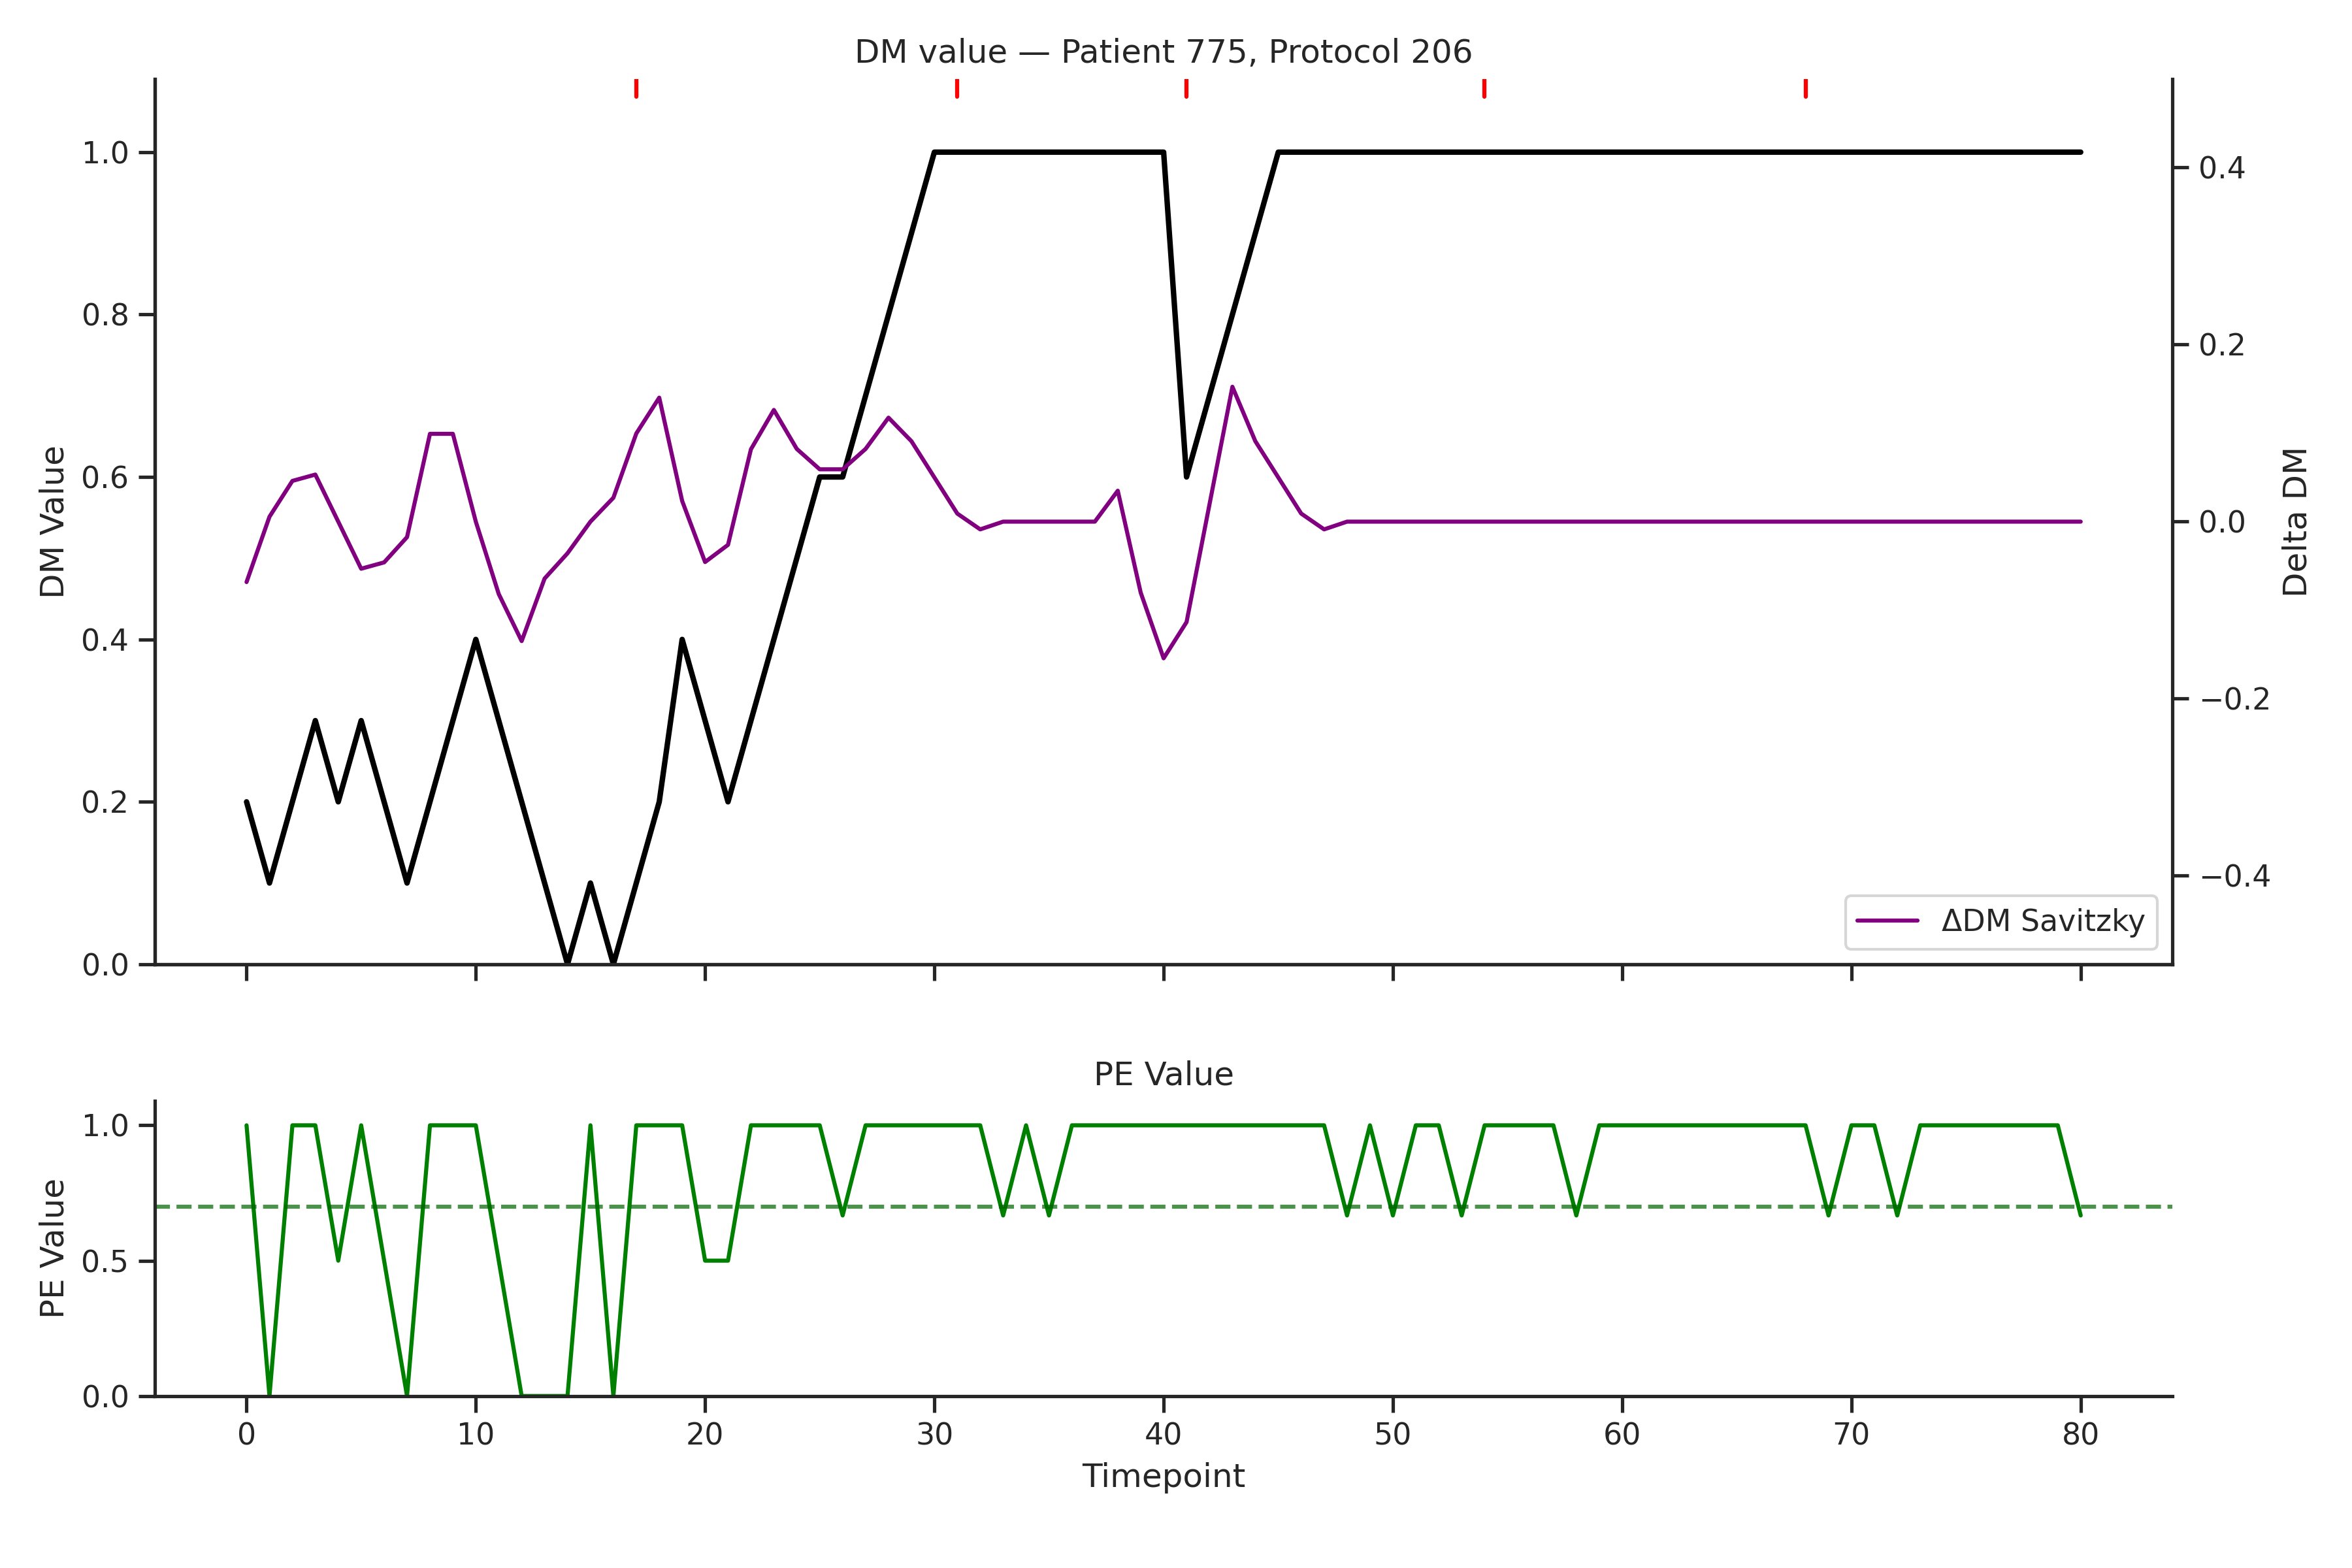 DM value — Patient 775, Protocol 206
DM Value
1.0
0.8
0.6
0.4
0.2
0.0
Delta DM
0.4
0.2
0.0
−0.2
−0.4
ΔDM Savitzky
PE Value
PE Value
1.0
0.5
0.0
0 10 20 30 40 50 60 70 80
Timepoint